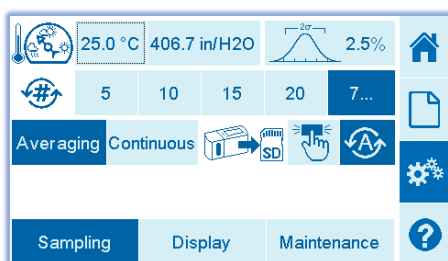 25.0 °C 406.7 in/H2O 2σ 2.5%
# 5 10 15 20 7...
Averaging Continuous SD A
Sampling Display Maintenance ?